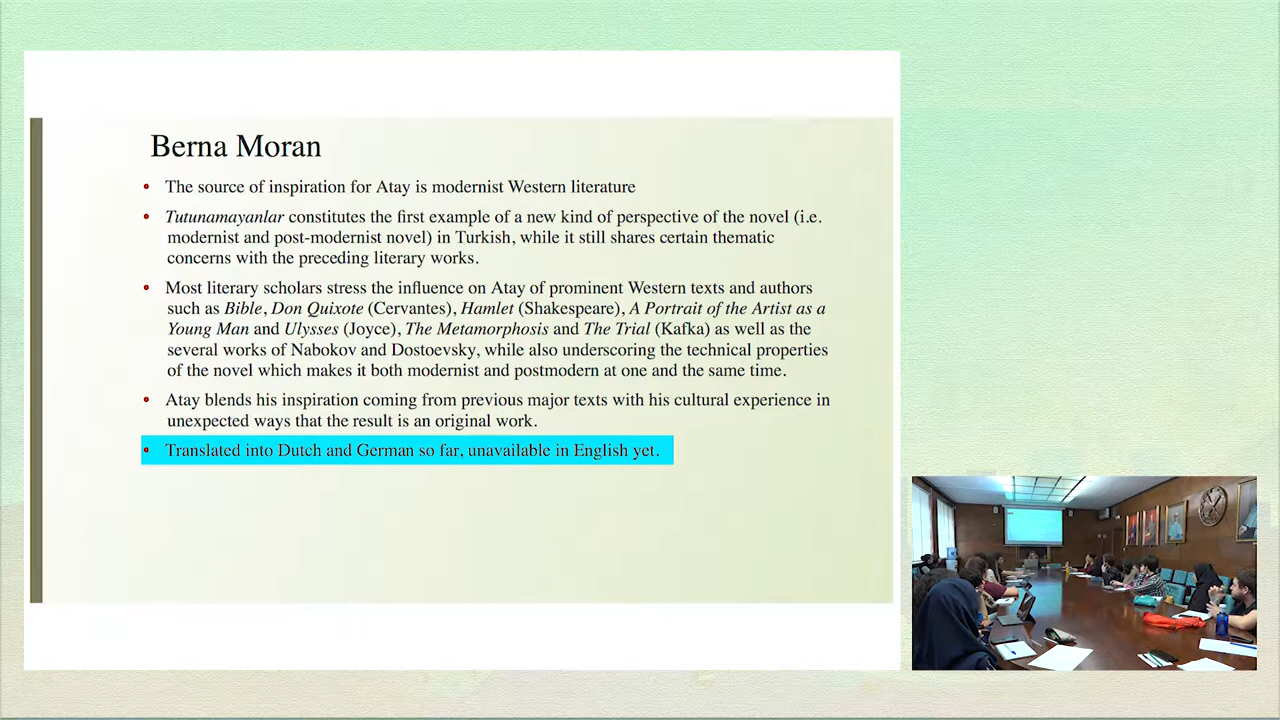 Berna Moran
• The source of inspiration for Atay is modernist Western literature
• Tutunamayanlar constitutes the first example of a new kind of perspective of the novel (i.e.
modernist and post-modernist novel) in Turkish, while it still shares certain thematic
concerns with the preceding literary works.
• Most literary scholars stress the influence on Atay of prominent Western texts and authors
such as Bible, Don Quixote (Cervantes), Hamlet (Shakespeare), A Portrait of the Artist as a
Young Man and Ulysses (Joyce), The Metamorphosis and The Trial (Kafka) as well as the
several works of Nabokov and Dostoevsky, while also underscoring the technical properties
of the novel which makes it both modernist and postmodern at one and the same time.
• Atay blends his inspiration coming from previous major texts with his cultural experience in
unexpected ways that the result is an original work.
• Translated into Dutch and German so far, unavailable in English yet.